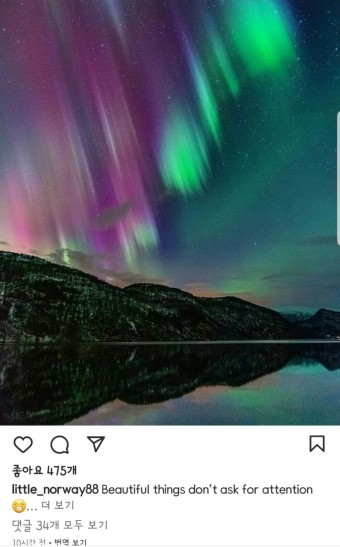 좋아요 475개
little_norway88 Beautiful things don't ask for attention
😁... 더 보기
댓글 34개 모두 보기
10시간 전 • 번역 보기